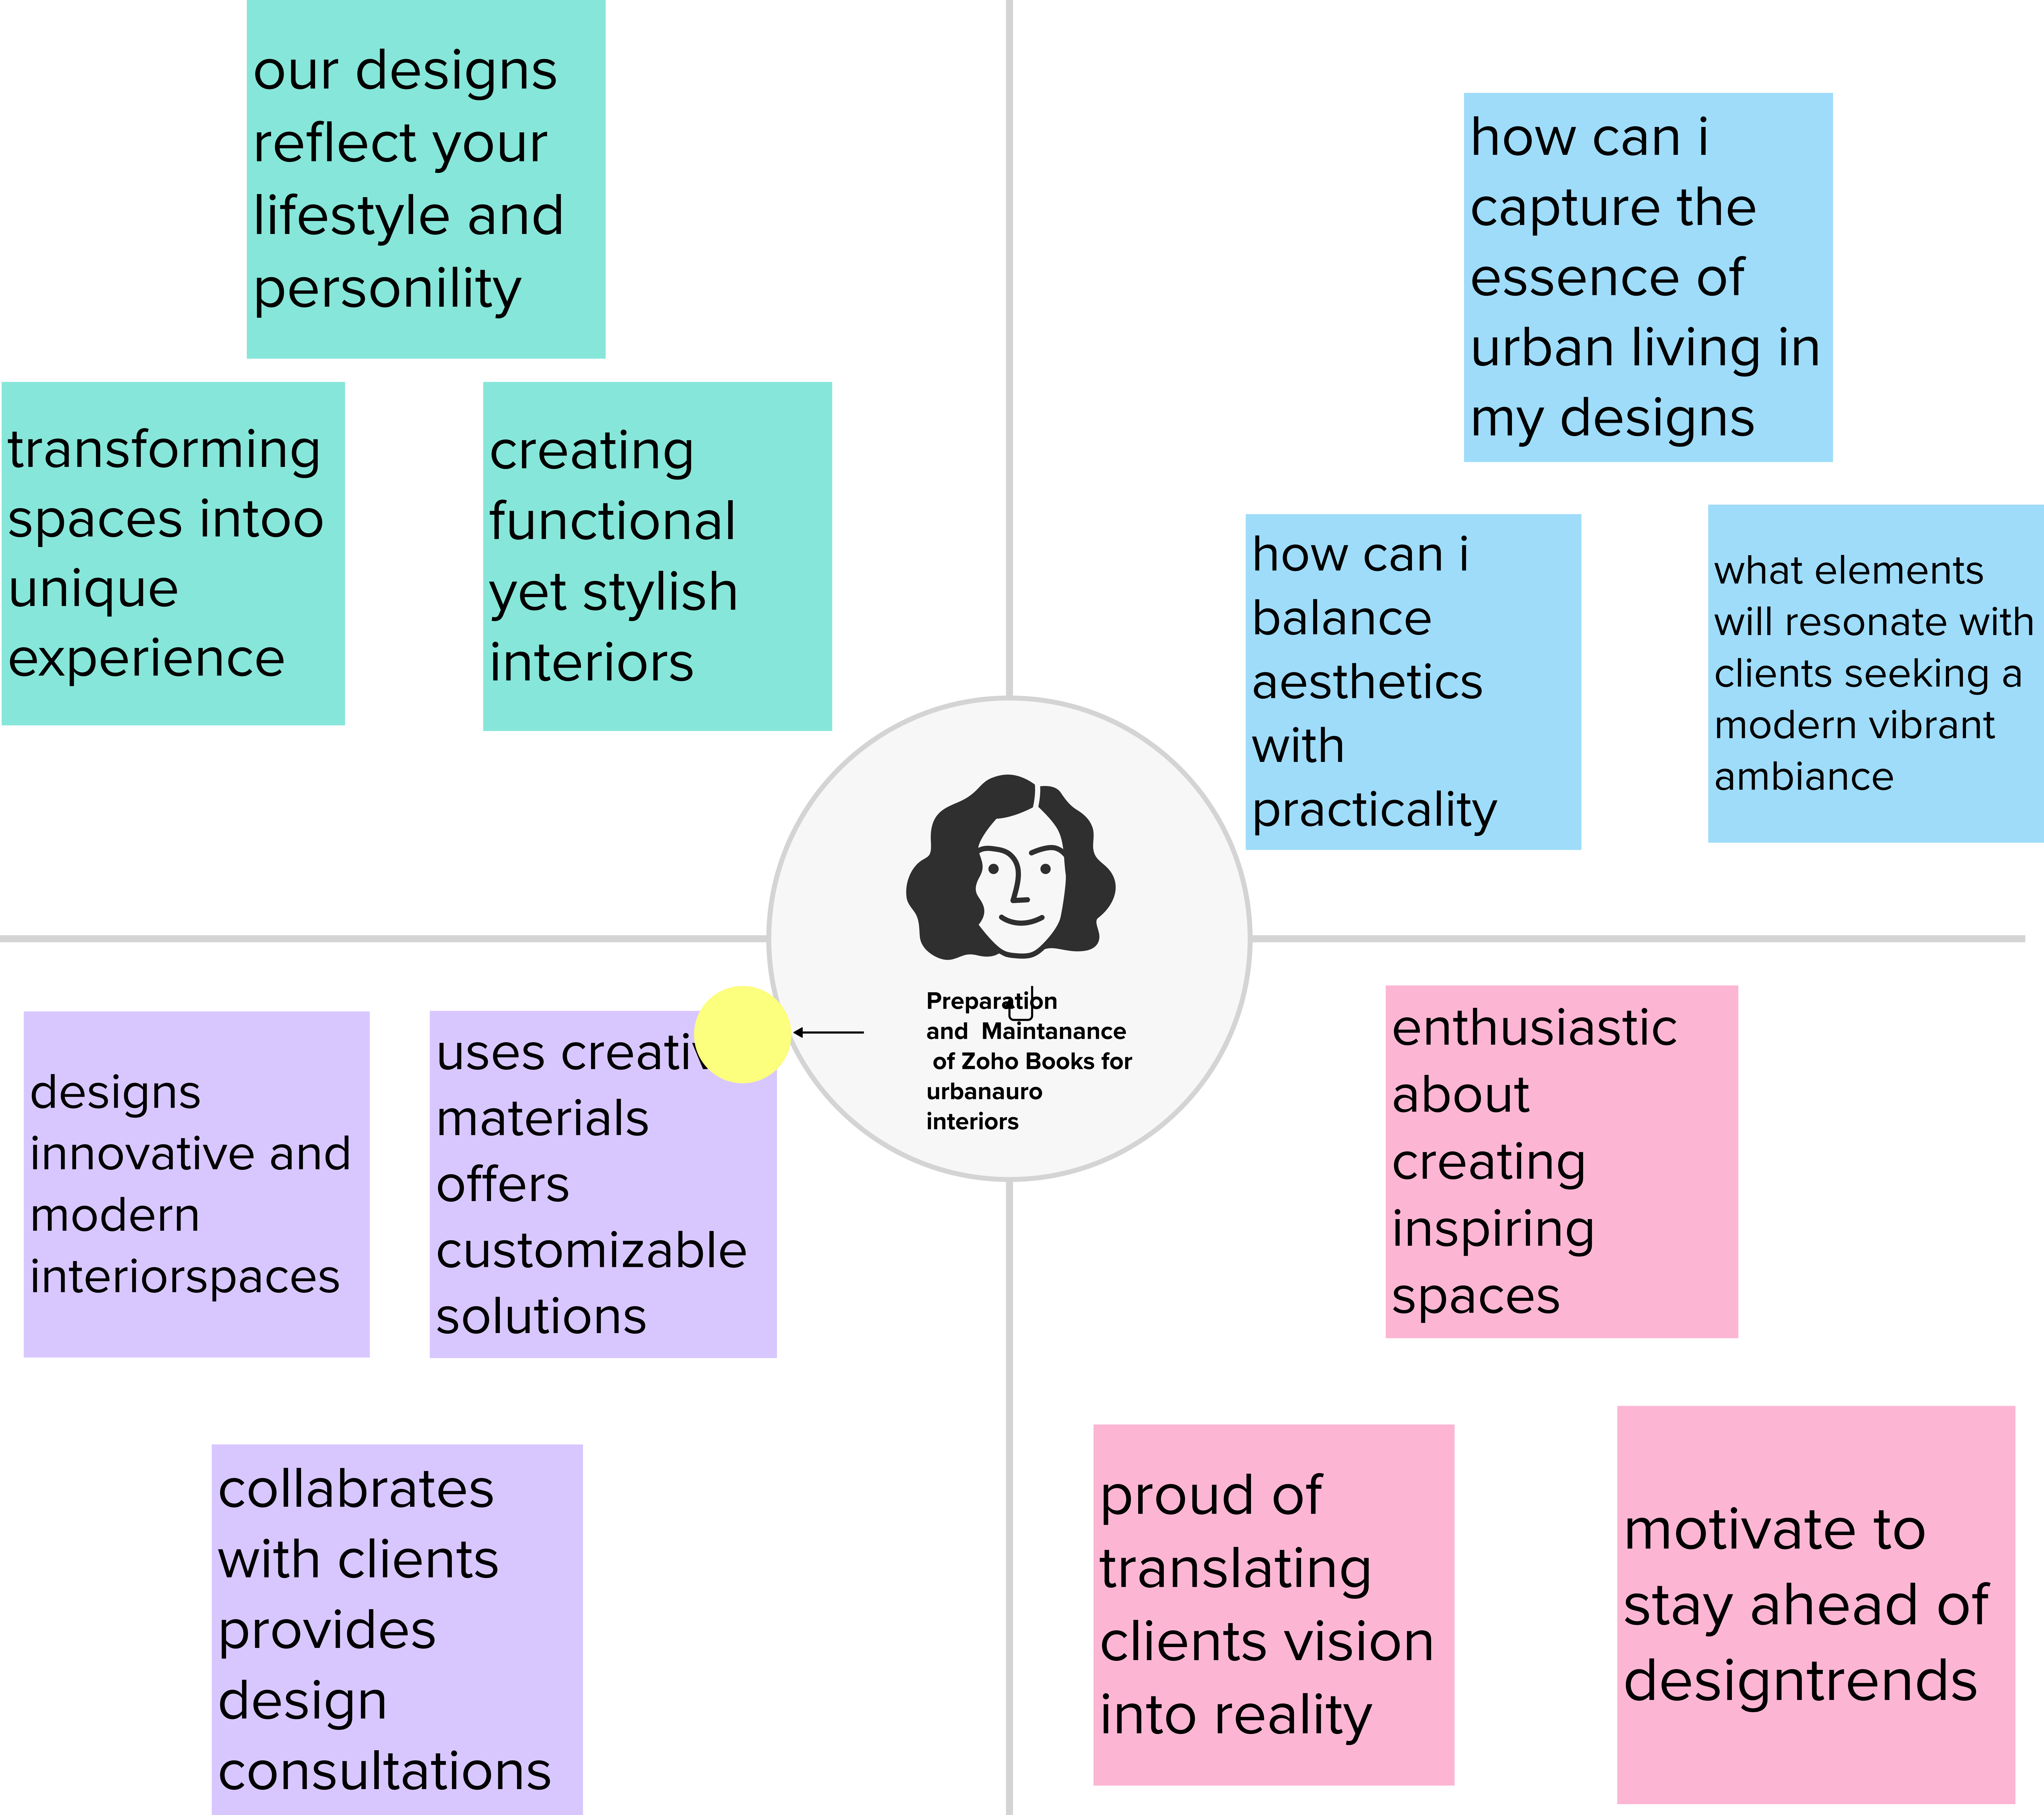 our designs
reflect your
lifestyle and
personility
transforming
spaces intoo
unique
experience
creating
functional
yet stylish
interiors
how can i
capture the
essence of
urban living in
my designs
how can i
balance
aesthetics
with
practicality
what elements
will resonate with
clients seeking a
modern vibrant
ambiance
Preparation
and Maintanance
of Zoho Books for
urbanauro
interiors
designs
innovative and
modern
interiorspaces
uses
materials
offers
customizable
solutions
collabrates
with clients
provides
design
consultations
enthusiastic
about
creating
inspiring
spaces
proud of
translating
clients vision
into reality
motivate to
stay ahead of
designtrends